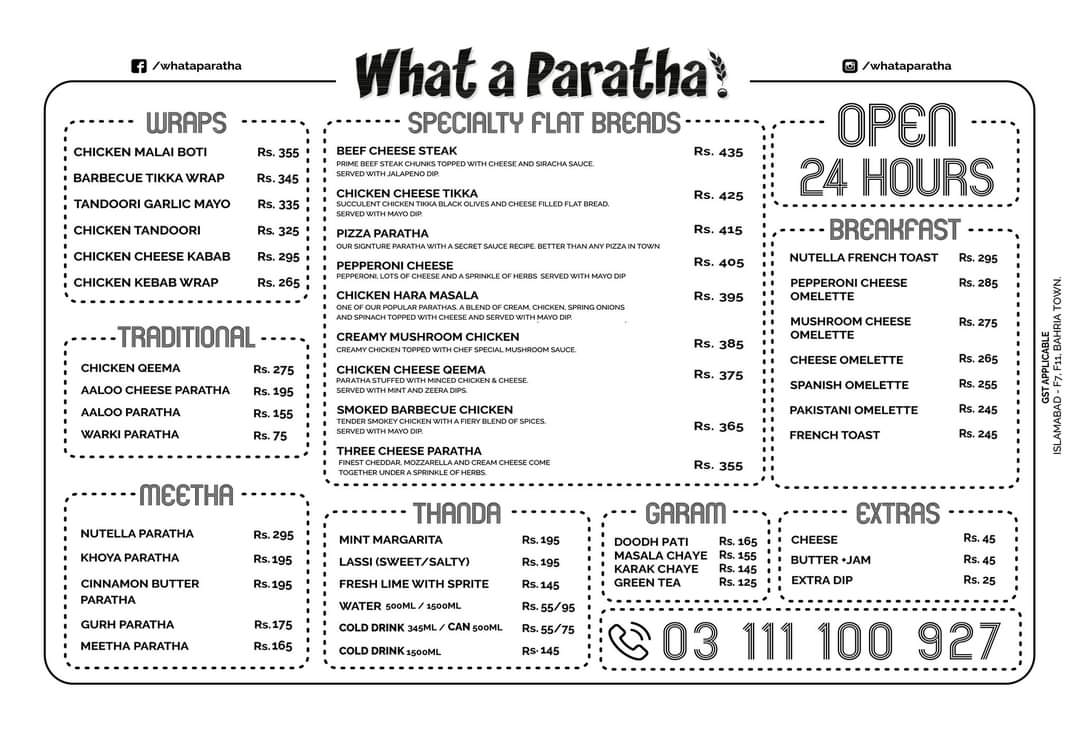 /whataparatha
What a Paratha!
/whataparatha
WRAPS
CHICKEN MALAI BOTI Rs. 355
BARBECUE TIKKA WRAP Rs. 345
TANDOORI GARLIC MAYO Rs. 335
CHICKEN TANDOORI Rs. 325
CHICKEN CHEESE KABAB Rs. 295
CHICKEN KEBAB WRAP Rs. 265
TRADITIONAL
CHICKEN QEEMA Rs. 275
AALOO CHEESE PARATHA Rs. 195
AALOO PARATHA Rs. 155
WARKI PARATHA Rs. 75
MEETHA
NUTELLA PARATHA Rs. 295
KHOYA PARATHA Rs.195
CINNAMON BUTTER Rs.195
PARATHA
GURH PARATHA Rs.175
MEETHA PARATHA Rs.165
SPECIALTY FLAT BREADS
BEEF CHEESE STEAK Rs. 435
PRIME BEEF STEAK CHUNKS TOPPED WITH CHEESE AND SIRACHA SAUCE.
SERVED WITH JALAPENO DIP.
CHICKEN CHEESE TIKKA Rs. 425
SUCCULENT CHICKEN TIKKA BLACK OLIVES AND CHEESE FILLED FLAT BREAD.
SERVED WITH MAYO DIP.
PIZZA PARATHA Rs. 415
OUR SIGNTURE PARATHA WITH A SECRET SAUCE RECIPE. BETTER THAN ANY PIZZA IN TOWN
PEPPERONI CHEESE Rs. 405
PEPPERONI, LOTS OF CHEESE AND A SPRINKLE OF HERBS SERVED WITH MAYO DIP
CHICKEN HARA MASALA Rs. 395
ONE OF OUR POPULAR PARATHAS. A BLEND OF CREAM, CHICKEN, SPRING ONIONS
AND SPINACH TOPPED WITH CHEESE AND SERVED WITH MAYO DIP.
CREAMY MUSHROOM CHICKEN Rs. 385
CREAMY CHICKEN TOPPED WITH CHEF SPECIAL MUSHROOM SAUCE.
CHICKEN CHEESE QEEMA Rs. 375
PARATHA STUFFED WITH MINCED CHICKEN & CHEESE.
SERVED WITH MINT AND ZEERA DIPS.
SMOKED BARBECUE CHICKEN Rs. 365
TENDER SMOKEY CHICKEN WITH A FIERY BLEND OF SPICES.
SERVED WITH MAYO DIP.
THREE CHEESE PARATHA Rs. 355
FINEST CHEDDAR, MOZZARELLA AND CREAM CHEESE COME
TOGETHER UNDER A SPRINKLE OF HERBS.
OPEN
24 HOURS
BREAKFAST
NUTELLA FRENCH TOAST Rs. 295
PEPPERONI CHEESE Rs. 285
OMELETTE
MUSHROOM CHEESE Rs. 275
OMELETTE
CHEESE OMELETTE Rs. 265
SPANISH OMELETTE Rs. 255
PAKISTANI OMELETTE Rs. 245
FRENCH TOAST Rs. 245
THANDA
MINT MARGARITA Rs. 195
LASSI (SWEET/SALTY) Rs.195
FRESH LIME WITH SPRITE Rs.145
WATER 500ML / 1500ML Rs. 55/95
COLD DRINK 345ML / CAN 500ML Rs. 55/75
COLD DRINK 1500ML Rs. 145
GARAM
DOODH PATI Rs. 165
MASALA CHAYE Rs. 155
KARAK CHAYE Rs. 145
GREEN TEA Rs. 125
EXTRAS
CHEESE Rs. 45
BUTTER +JAM Rs. 45
EXTRA DIP Rs. 25
03 111 100 927
GST APPLICABLE
ISLAMABAD - F7, F11, BAHRIA TOWN.